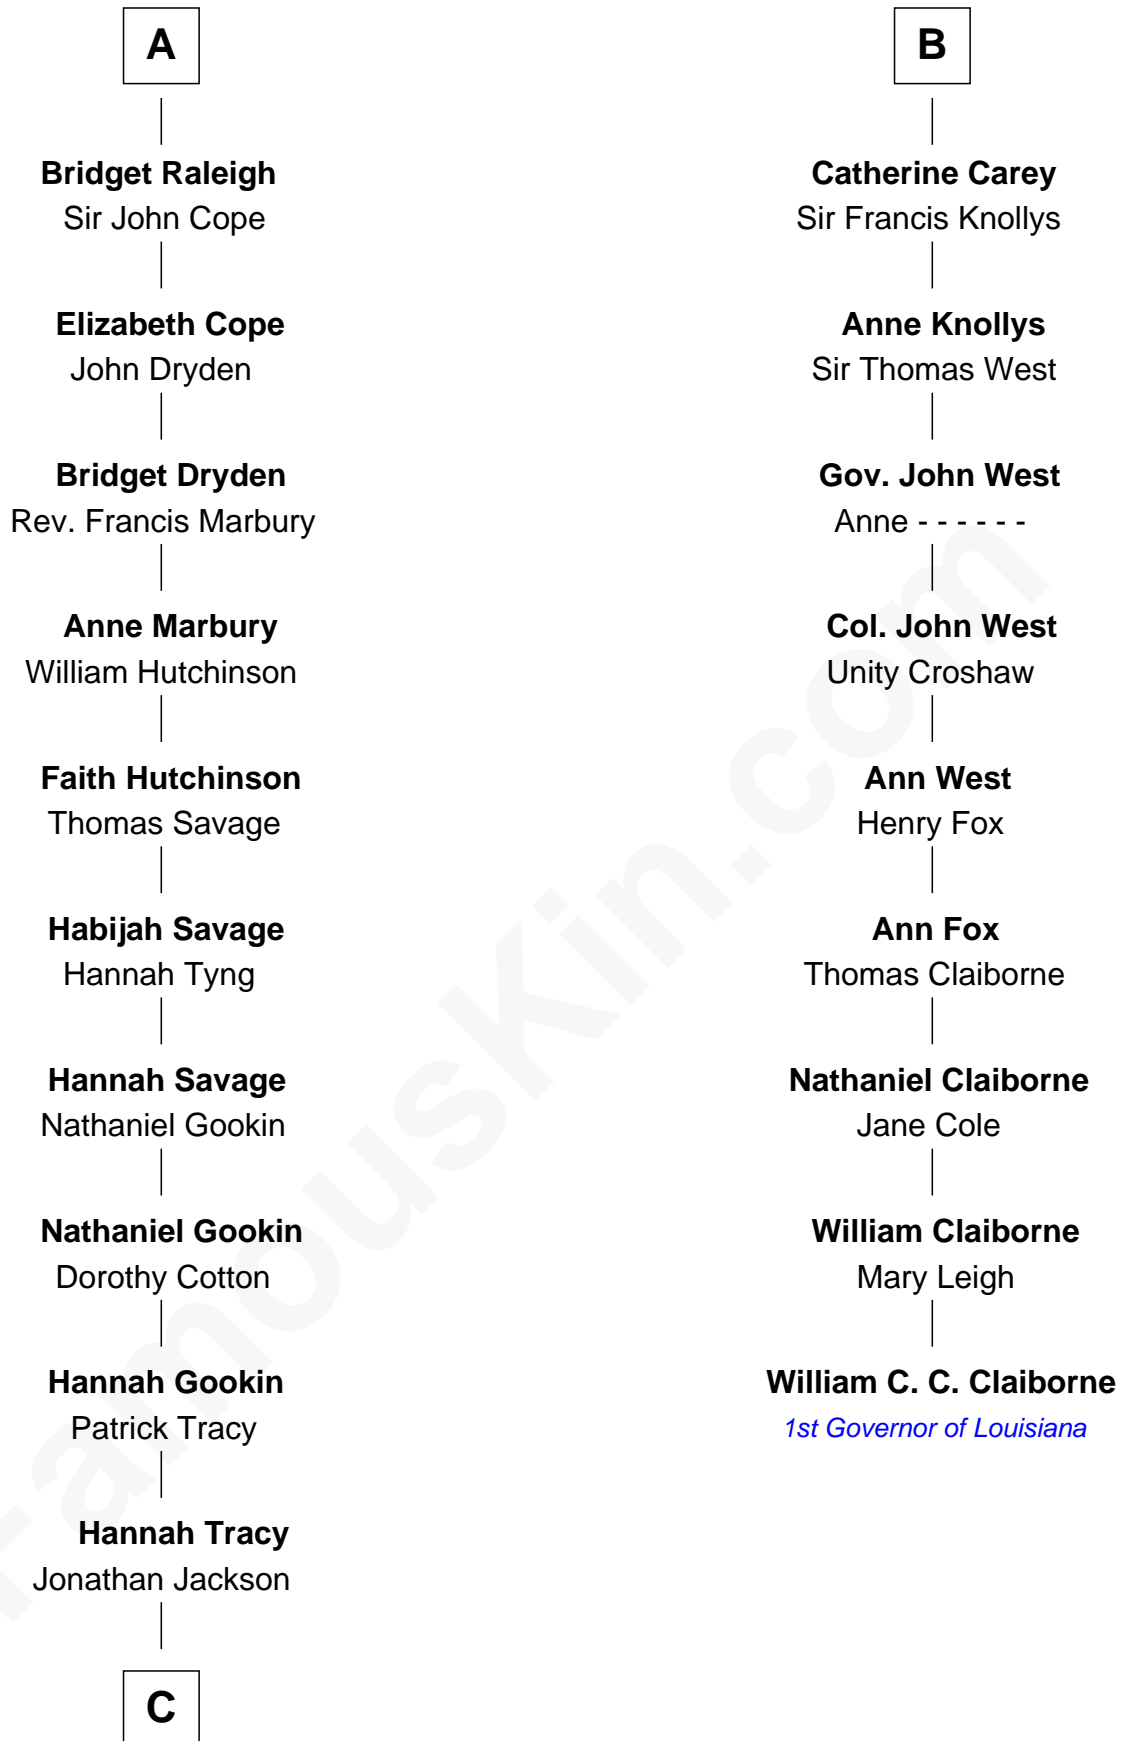 A
Bridget Raleigh
Sir John Cope
Elizabeth Cope
John Dryden
Bridget Dryden
Rev. Francis Marbury
Anne Marbury
William Hutchinson
Faith Hutchinson
Thomas Savage
Habijah Savage
Hannah Tyng
Hannah Savage
Nathaniel Gookin
Nathaniel Gookin
Dorothy Cotton
Hannah Gookin
Patrick Tracy
Hannah Tracy
Jonathan Jackson
C
B
Catherine Carey
Sir Francis Knollys
Anne Knollys
Sir Thomas West
Gov. John West
Anne - - - - - -
Col. John West
Unity Croshaw
Ann West
Henry Fox
Ann Fox
Thomas Claiborne
Nathaniel Claiborne
Jane Cole
William Claiborne
Mary Leigh
William C. C. Claiborne
1st Governor of Louisiana
FamousKin.com